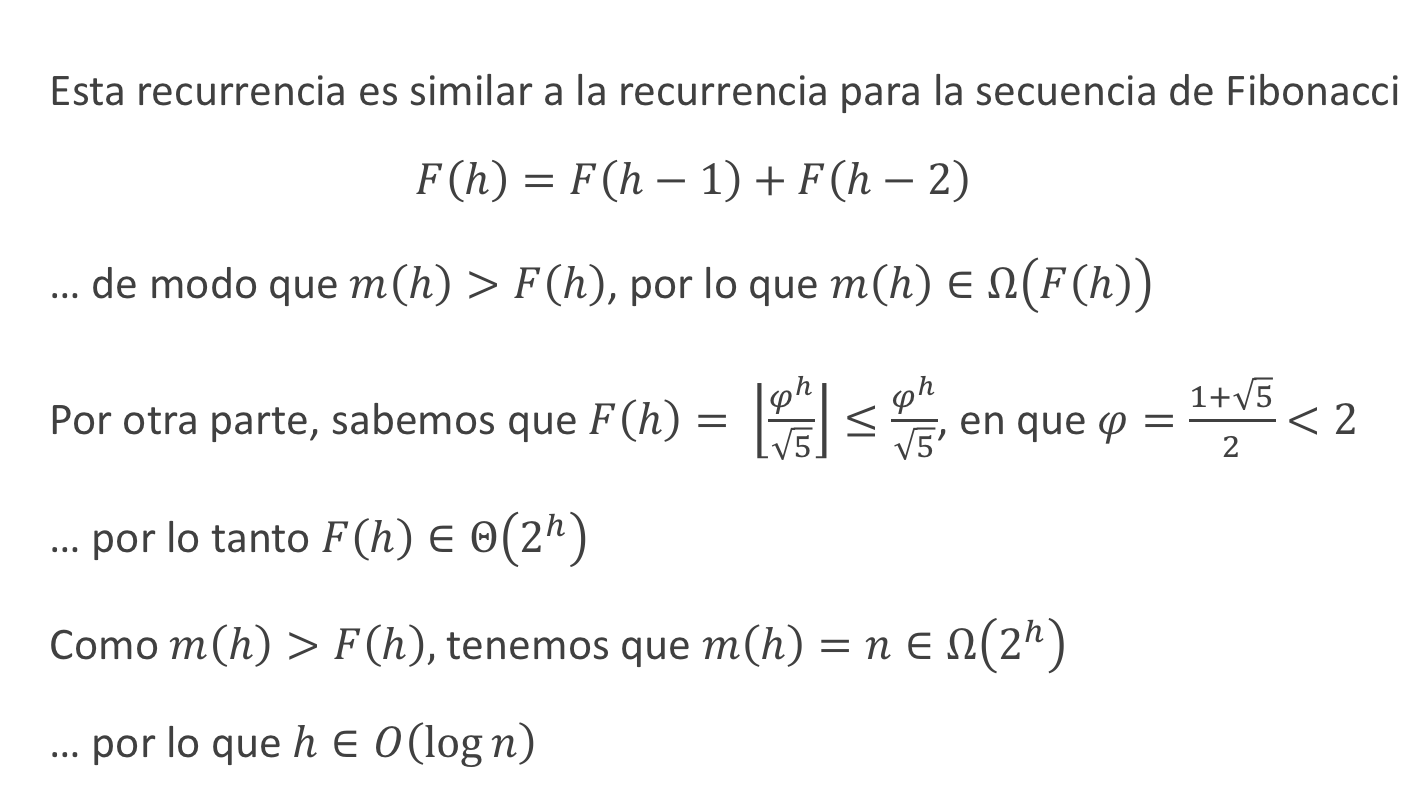 Esta recurrencia es similar a la recurrencia para la secuencia de Fibonacci
F(h) = F(h − 1) + F(h − 2)
... de modo que m(h) > F(h), por lo que m(h) ∈ Ω(F(h))
Por otra parte, sabemos que F(h) = ⌊φ^h/√5⌋ ≤ φ^h/√5, en que φ = (1+√5)/2 < 2
... por lo tanto F(h) ∈ Θ(2^h)
Como m(h) > F(h), tenemos que m(h) = n ∈ Ω(2^h)
... por lo que h ∈ O(log n)